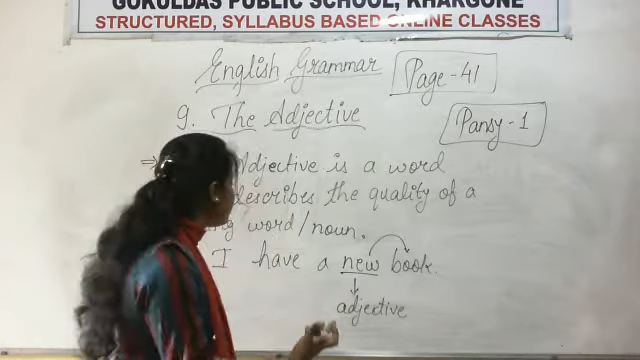 GOKULDAS PUBLIC SCHOOL, KHARGONE
STRUCTURED, SYLLABUS BASED ONLINE CLASSES
English Grammar
Page-41
9. The Adjective
Pansy-1
⇒ Adjective is a word
describes the quality of a
word/noun.
I have a new book.
adjective